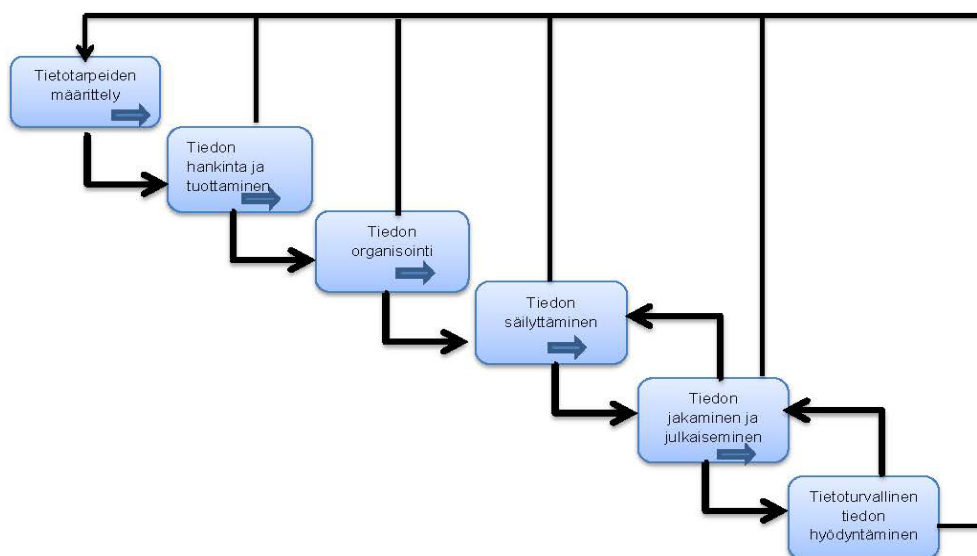 Tietotarpeiden
määrittely
Tiedon
hankinta ja
tuottaminen
Tiedon
organisointi
Tiedon
säilyttäminen
Tiedon
jakaminen ja
julkaiseminen
Tietoturvallinen
tiedon
hyödyntäminen